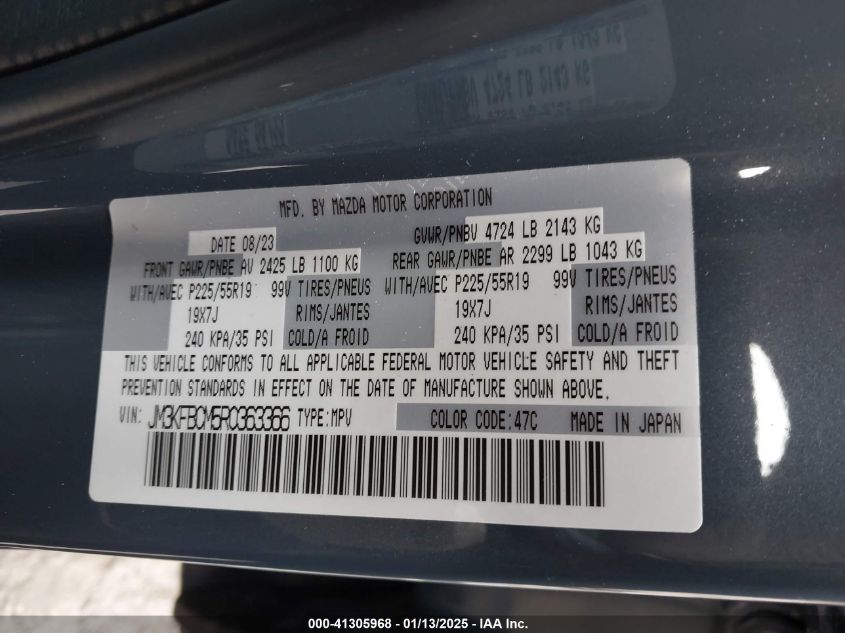 MFD. BY MAZDA MOTOR CORPORATION
DATE 08/23 GVWR/PNBV 4724 LB 2143 KG
FRONT GAWR/PNBE AV 2425 LB 1100 KG REAR GAWR/PNBE AR 2299 LB 1043 KG
WITH/AVEC P225/55R19 99V TIRES/PNEUS WITH/AVEC P225/55R19 99V TIRES/PNEUS
19X7J RIMS/JANTES 19X7J RIMS/JANTES
240 KPA/35 PSI COLD/A FROID 240 KPA/35 PSI COLD/A FROID
THIS VEHICLE CONFORMS TO ALL APPLICABLE FEDERAL MOTOR VEHICLE SAFETY AND THEFT
PREVENTION STANDARDS IN EFFECT ON THE DATE OF MANUFACTURE SHOWN ABOVE.
VIN: JM3KFBCM5R0363366 TYPE:MPV COLOR CODE:47C MADE IN JAPAN
000-41305968 - 01/13/2025 - IAA Inc.